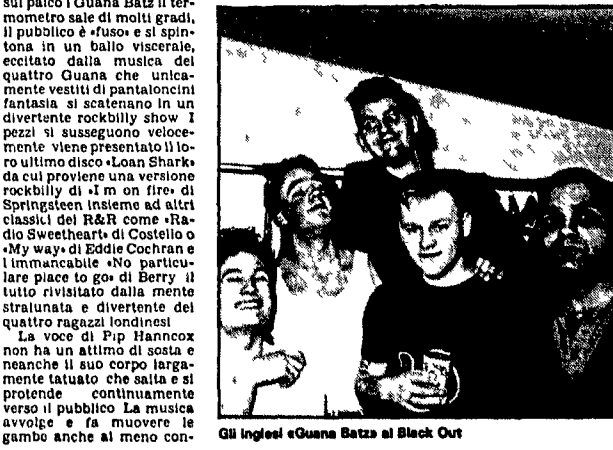 sul palco i Guana Batz il ter-
mometro sale di molti gradi,
il pubblico è «fuso» e si spin-
tona in un ballo viscerale,
eccitato dalla musica dei
quattro Guana che unica-
mente vestiti di pantaloncini
fantasia si scatenano in un
divertente rockbilly show I
pezzi si susseguono veloce-
mente viene presentato il lo-
ro ultimo disco «Loan Shark»
da cui proviene una versione
rockbilly di «I m on fire» di
Springsteen insieme ad altri
classici del R&R come «Ra-
dio Sweetheart» di Costello o
«My way» di Eddie Cochran e
l immancabile «No particu-
lare place to go» di Berry il
tutto rivisitato dalla mente
stralunata e divertente dei
quattro ragazzi londinesi
La voce di Pip Hanncox
non ha un attimo di sosta e
neanche il suo corpo larga-
mente tatuato che salta e si
protende continuamente
verso il pubblico La musica
avvolge e fa muovere le
gambe anche al meno con-
Gli inglesi «Guana Batz» al Black Out